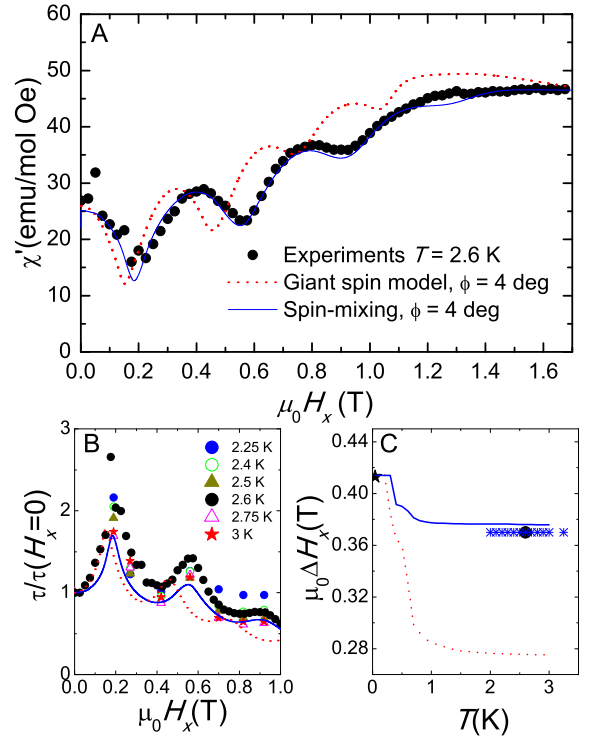 A
60
50
40
30
20
10
0
χ'(emu/mol Oe)
Experiments T = 2.6 K
Giant spin model, ϕ = 4 deg
Spin-mixing, ϕ = 4 deg
0.0 0.2 0.4 0.6 0.8 1.0 1.2 1.4 1.6
μ₀Hₓ(T)
B
3
2
1
0
τ/τ(Hₓ=0)
2.25 K
2.4 K
2.5 K
2.6 K
2.75 K
3 K
0.0 0.2 0.4 0.6 0.8 1.0
μ₀Hₓ(T)
C
0.44
0.40
0.36
0.32
0.28
μ₀ΔHₓ(T)
0 1 2 3
T(K)